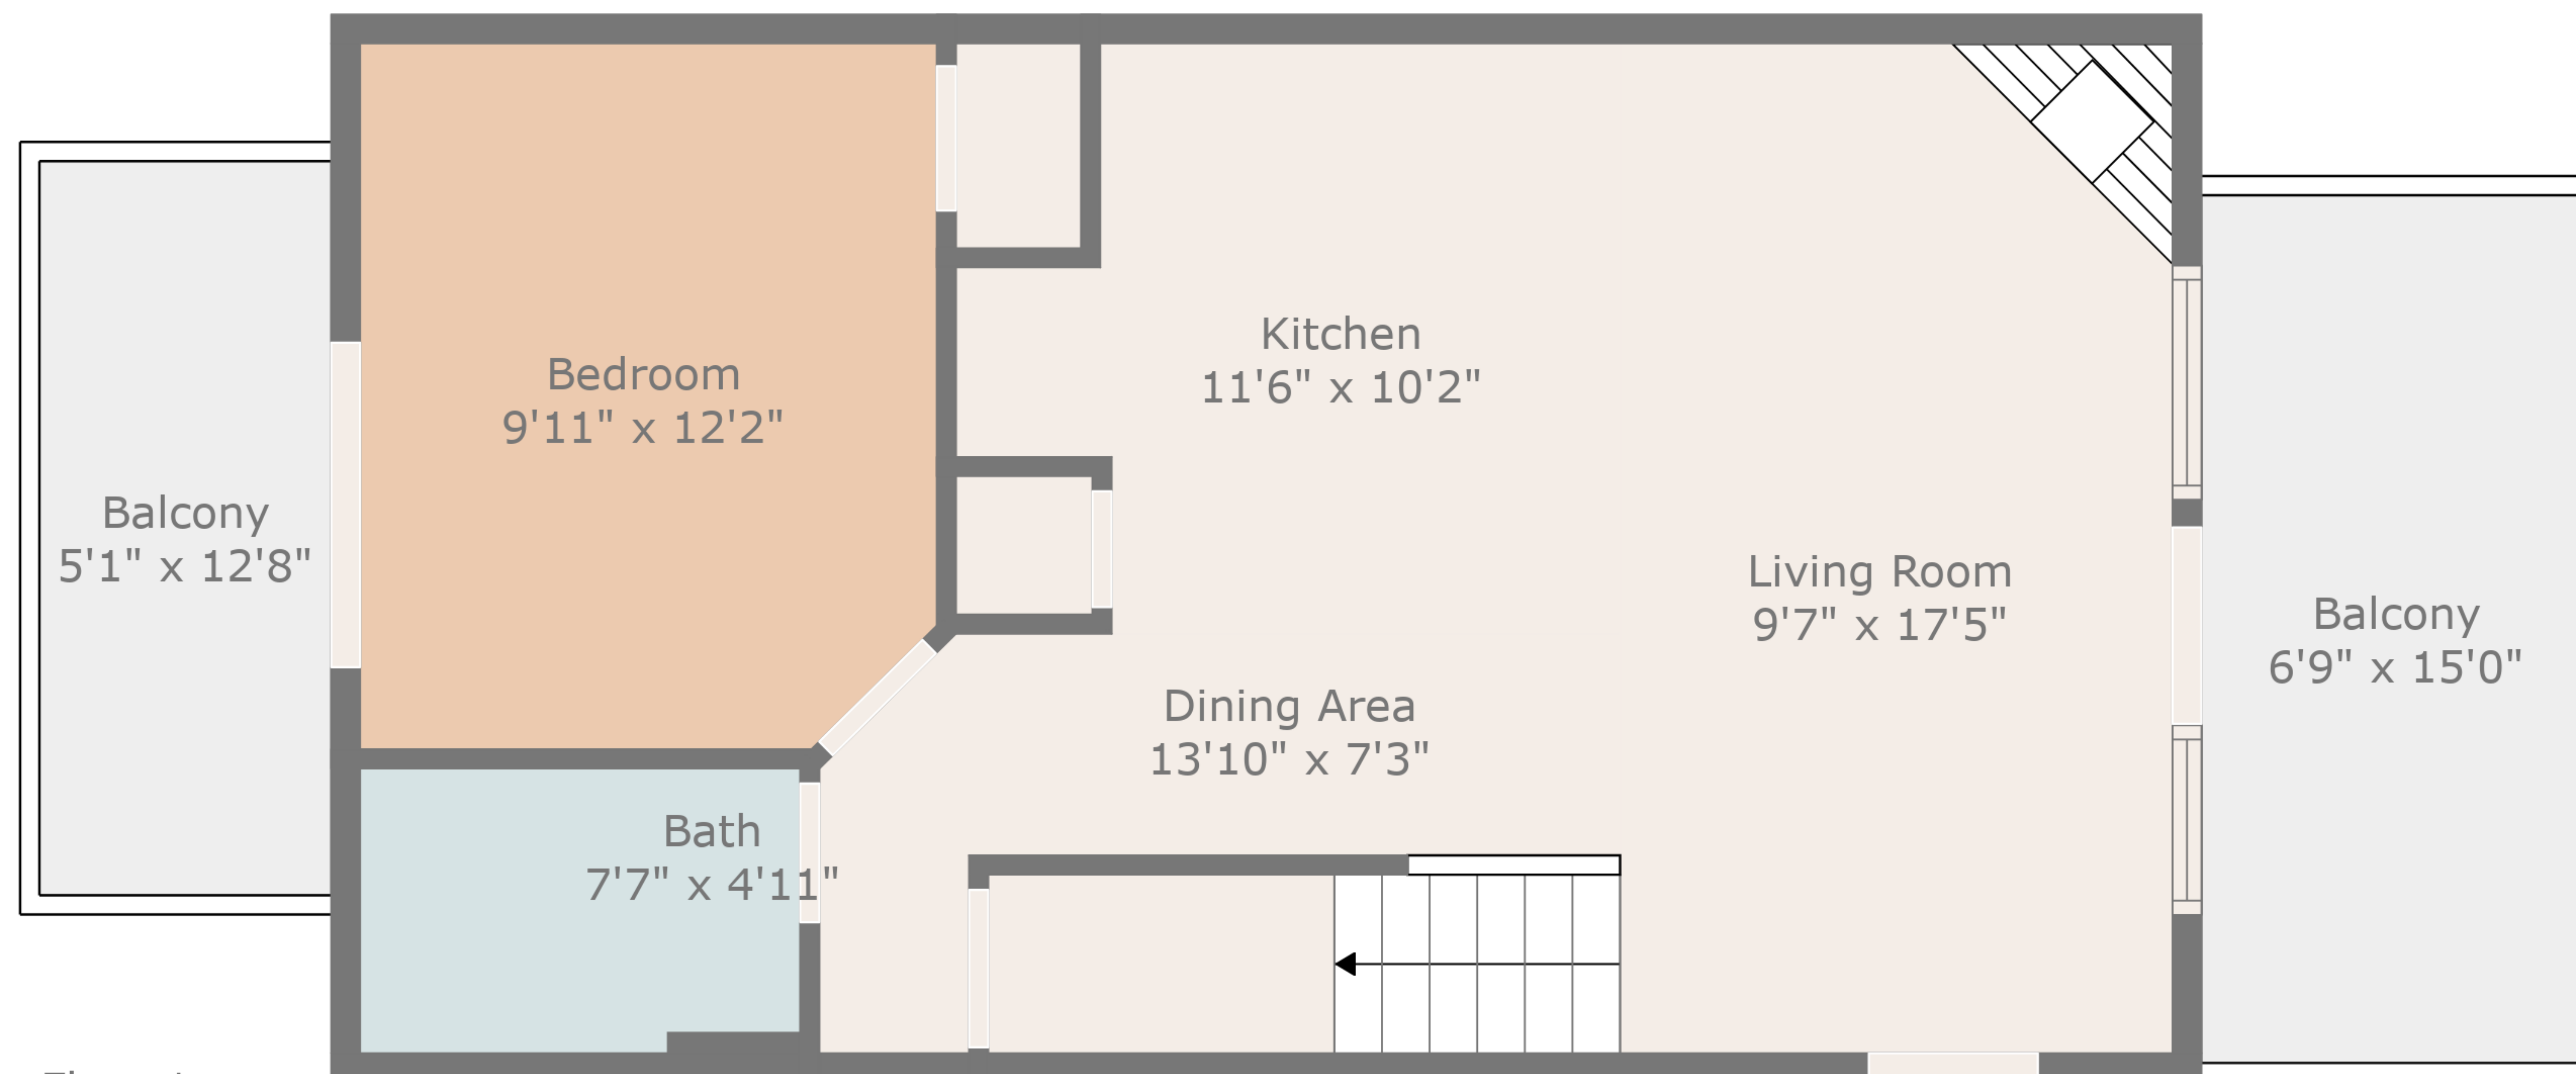 Bedroom
9'11" x 12'2"
Kitchen
11'6" x 10'2"
Balcony
5'1" x 12'8"
Living Room
9'7" x 17'5"
Balcony
6'9" x 15'0"
Dining Area
13'10" x 7'3"
Bath
7'7" x 4'11"